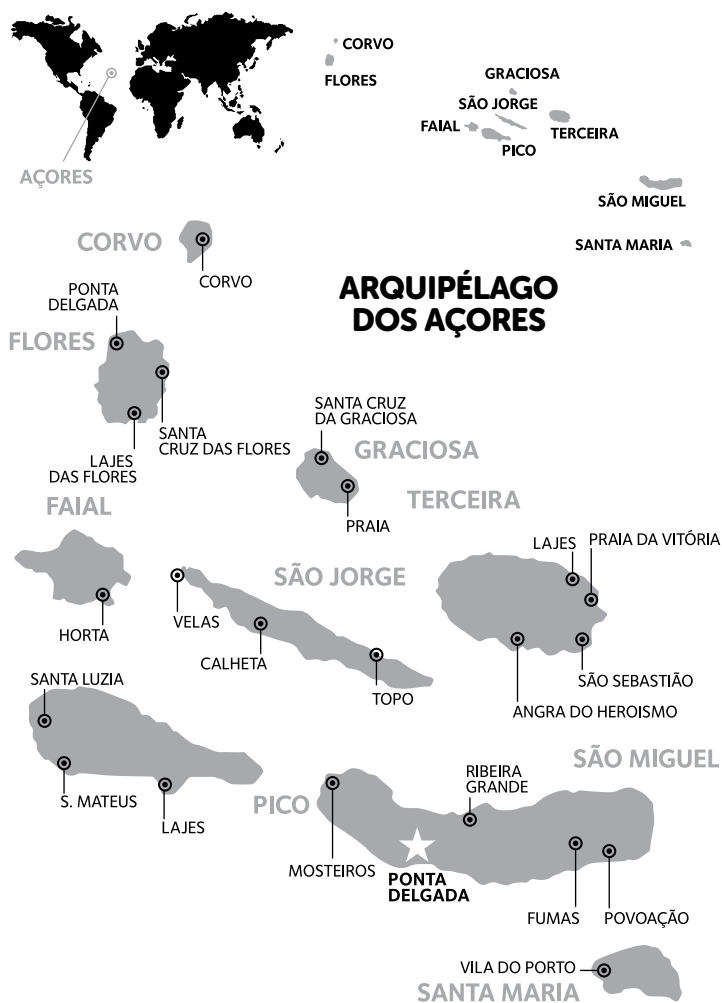 CORVO
FLORES
GRACIOSA
SÃO JORGE
FAIAL
TERCEIRA
PICO
AÇORES
SÃO MIGUEL
SANTA MARIA
CORVO
CORVO
ARQUIPÉLAGO
DOS AÇORES
PONTA
DELGADA
FLORES
SANTA
CRUZ DAS FLORES
LAJES
DAS FLORES
SANTA CRUZ
DA GRACIOSA
GRACIOSA
PRAIA
TERCEIRA
FAIAL
HORTA
SÃO JORGE
VELAS
CALHETA
TOPO
LAJES
PRAIA DA VITÓRIA
SÃO SEBASTIÃO
ANGRA DO HEROISMO
SANTA LUZIA
S. MATEUS
LAJES
PICO
SÃO MIGUEL
RIBEIRA
GRANDE
MOSTEIROS
PONTA
DELGADA
FUMAS
POVOAÇÃO
VILA DO PORTO
SANTA MARIA